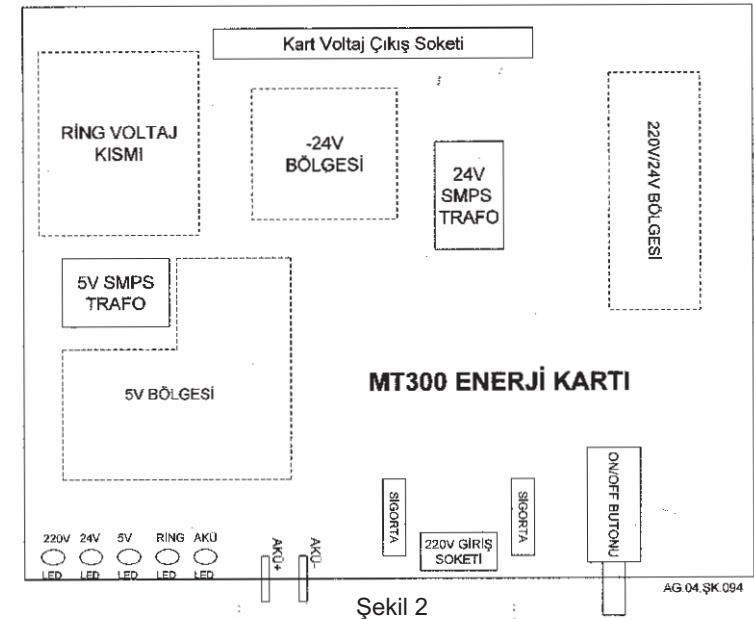 Kart Voltaj Çıkış Soketi
RİNG VOLTAJ
KISMI
-24V
BÖLGESİ
24V
SMPS
TRAFO
220V/24V BÖLGESİ
5V SMPS
TRAFO
5V BÖLGESİ
MT300 ENERJİ KARTI
SİGORTA
220V GİRİŞ
SOKETİ
SİGORTA
ON/OFF BUTONU
220V 24V 5V RİNG AKÜ
LED LED LED LED LED
AKÜ+
AKÜ-
AG.04.ŞK.094
Şekil 2